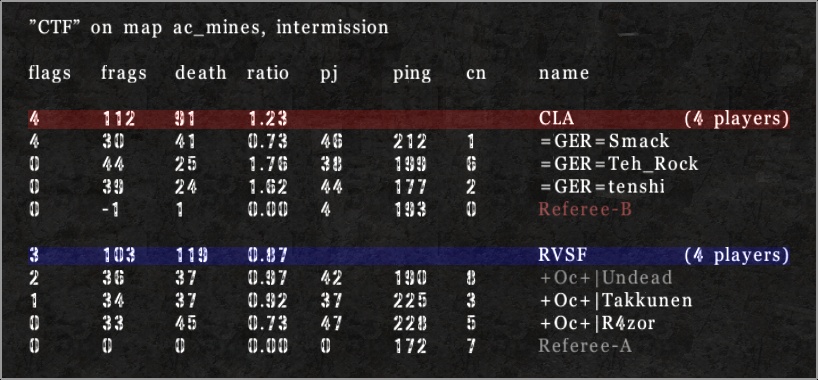 "CTF" on map ac_mines, intermission
flags frags death ratio pj ping cn name
4 112 91 1.23 CLA (4 players)
4 30 41 0.73 46 212 1 =GER=Smack
0 44 25 1.76 38 199 6 =GER=Teh_Rock
0 39 24 1.62 44 177 2 =GER=tenshi
0 -1 1 0.00 4 193 0 Referee-B
3 103 119 0.87 RVSF (4 players)
2 36 37 0.97 42 190 8 +Oc+|Undead
1 34 37 0.92 37 225 3 +Oc+|Takkunen
0 33 45 0.73 47 228 5 +Oc+|R4zor
0 0 0 0.00 0 172 7 Referee-A